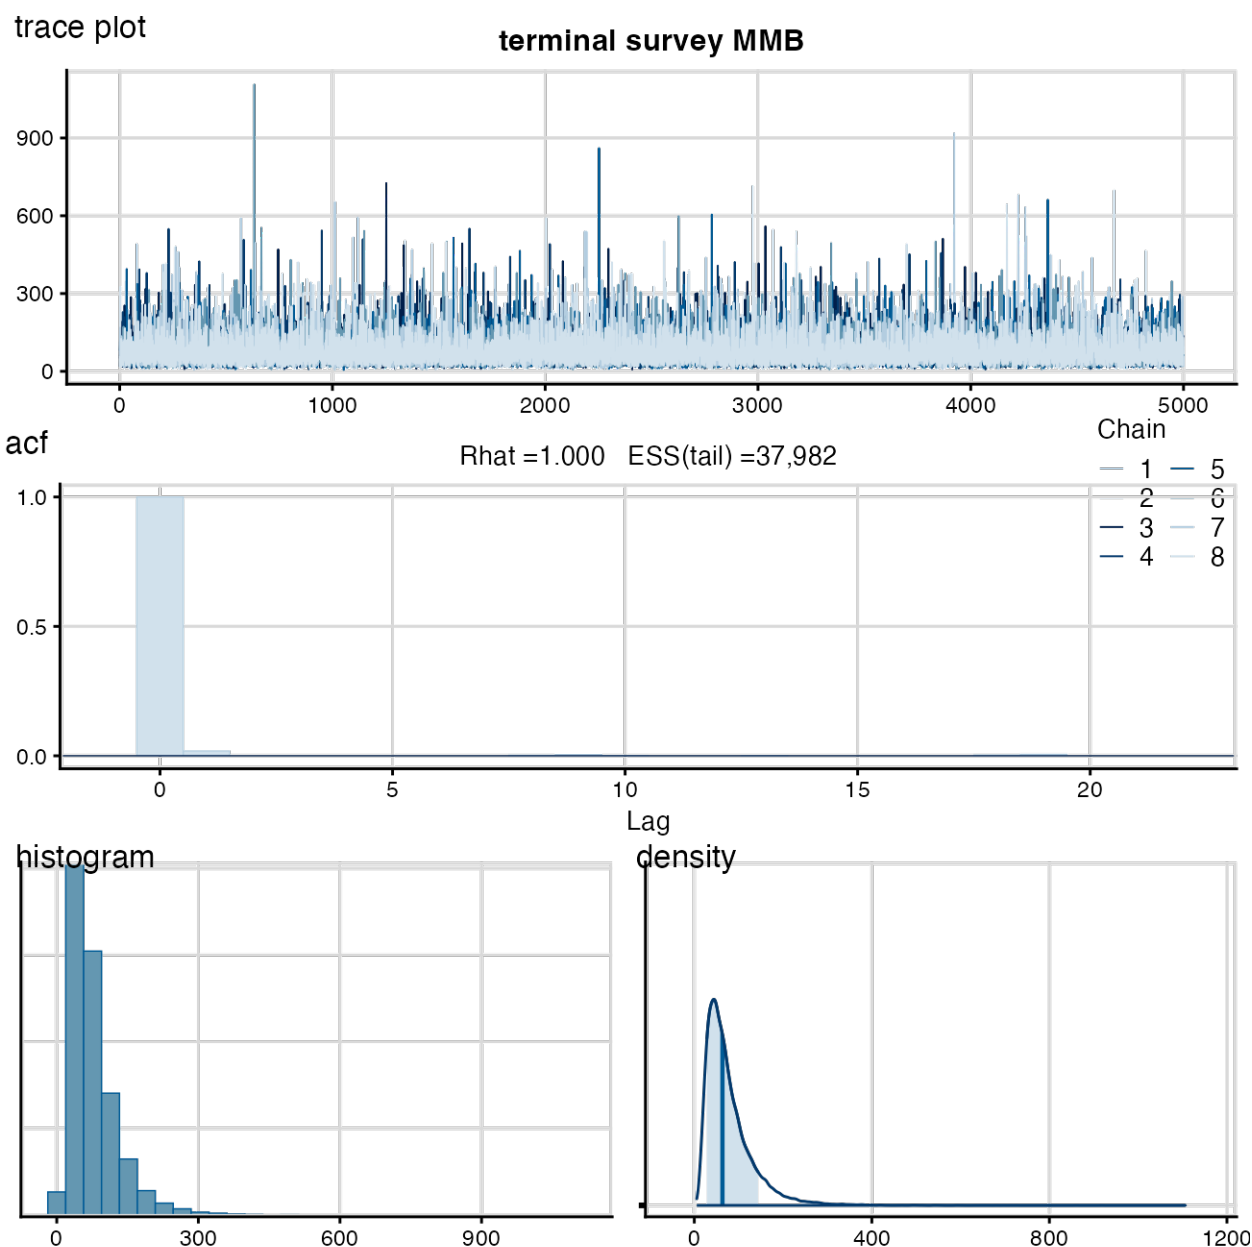 trace plot
terminal survey MMB
900
600
300
0
0 1000 2000 3000 4000 5000
acf
Rhat =1.000 ESS(tail) =37,982
Chain
1 5
2 6
3 7
4 8
1.0
0.5
0.0
0 5 10 15 20
Lag
histogram
density
0 300 600 900
0 400 800 1200